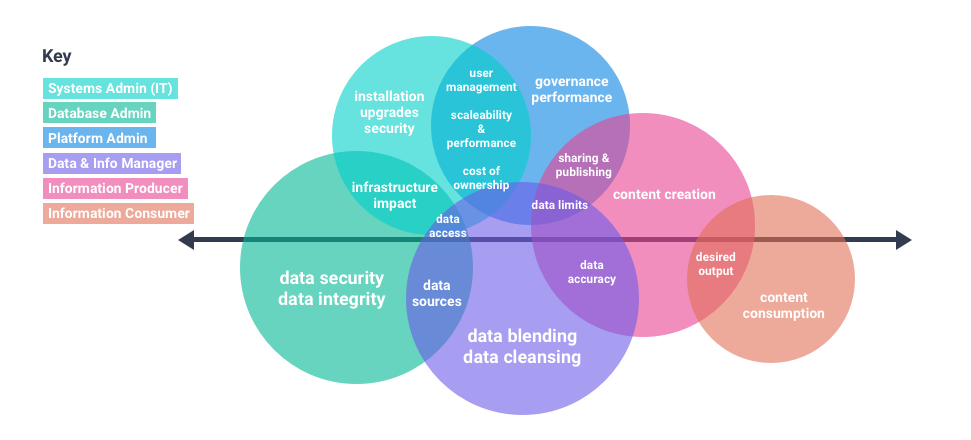 Key
Systems Admin (IT)
Database Admin
Platform Admin
Data & Info Manager
Information Producer
Information Consumer
installation
upgrades
security
user
management
scaleability
&
performance
cost of
ownership
governance
performance
sharing &
publishing
content creation
infrastructure
impact
data
access
data limits
data security
data integrity
data
sources
data
accuracy
data blending
data cleansing
desired
output
content
consumption